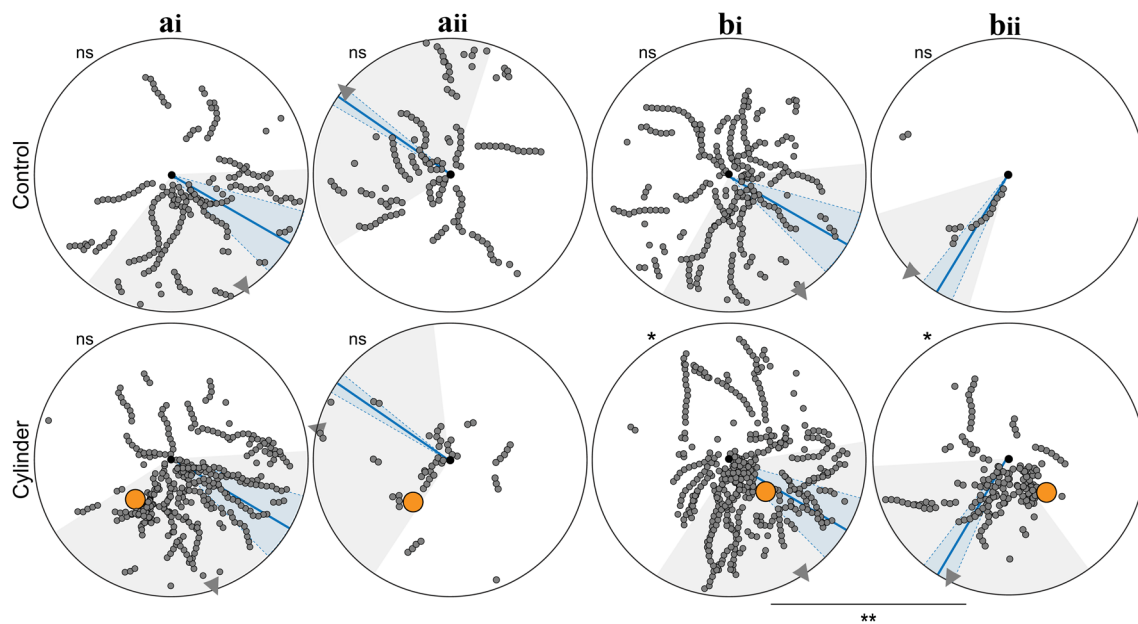 ai aii bi bii
Control ns ns ns ns
Cylinder ns ns * *
**